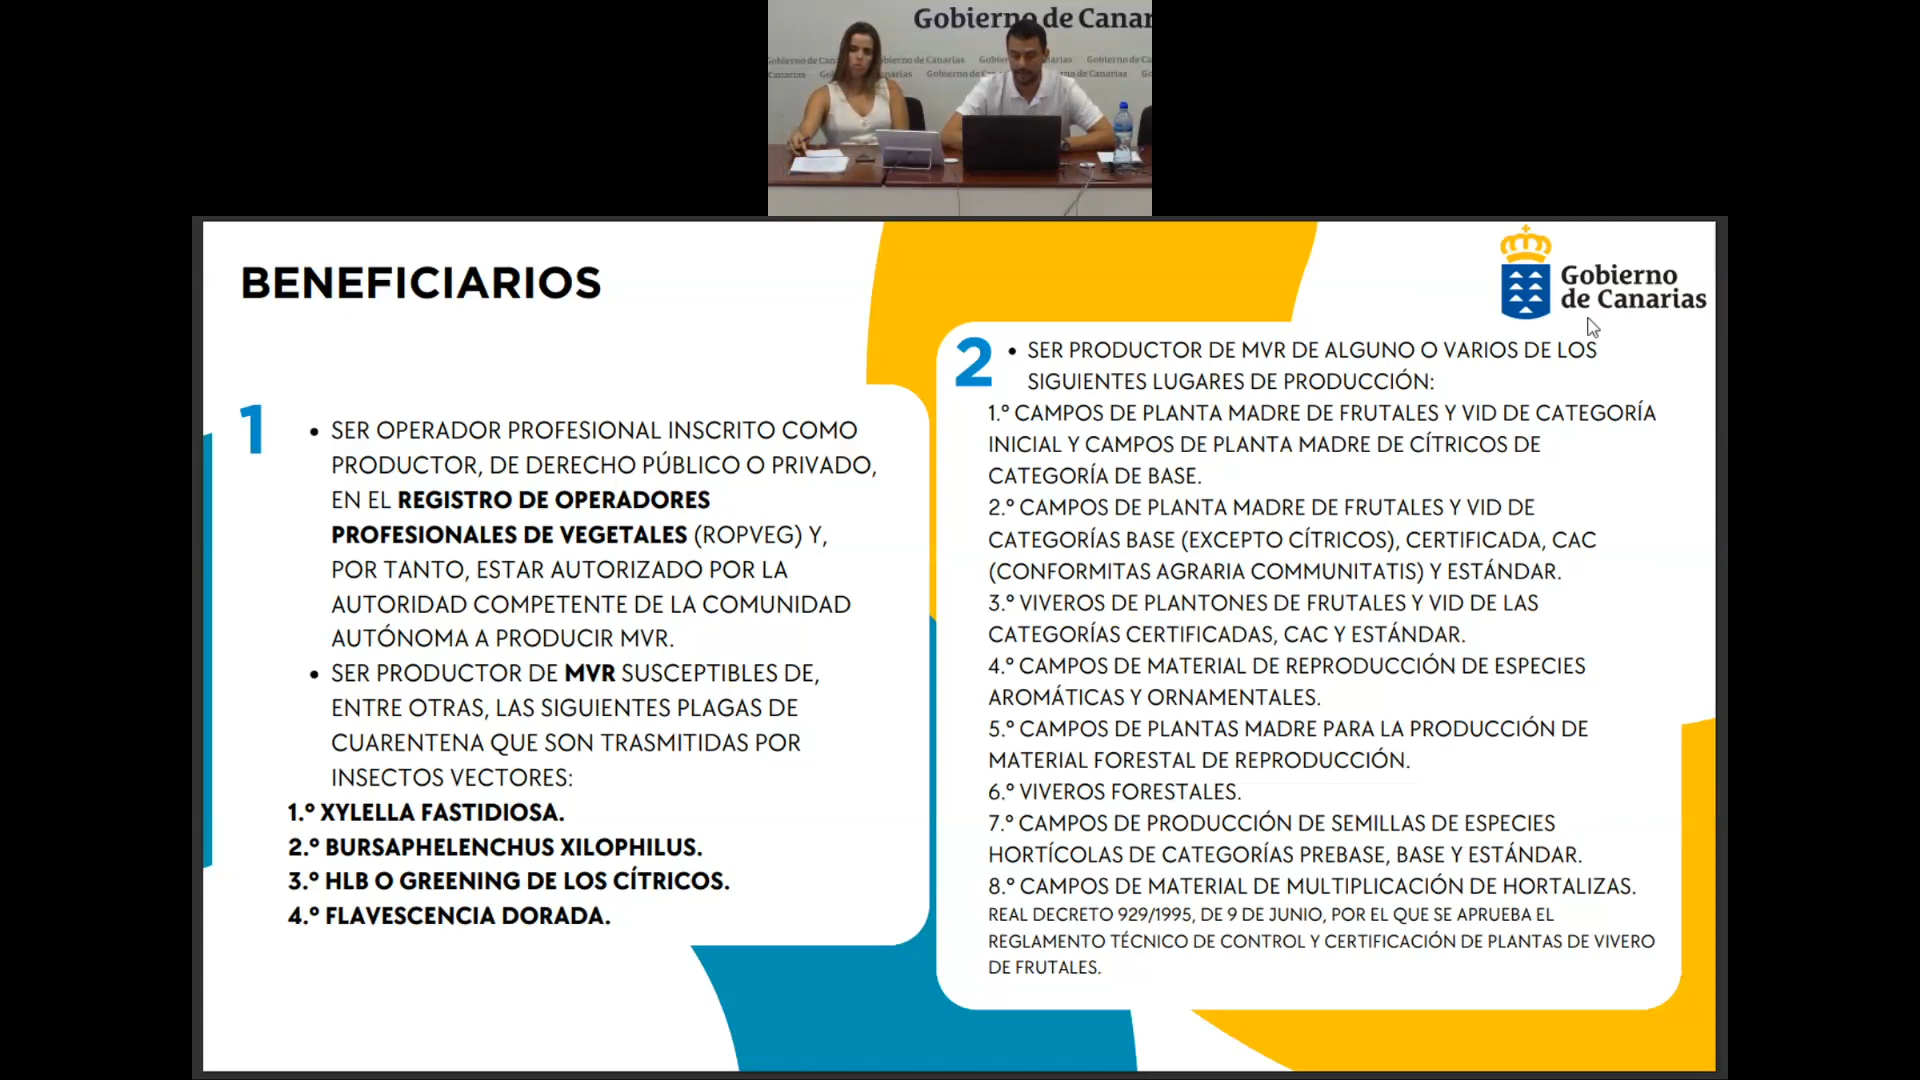 Gobierno de Canar
Gobierno de Canarias
BENEFICIARIOS
1
SER OPERADOR PROFESIONAL INSCRITO COMO
PRODUCTOR, DE DERECHO PÚBLICO O PRIVADO,
EN EL REGISTRO DE OPERADORES
PROFESIONALES DE VEGETALES (ROPVEG) Y,
POR TANTO, ESTAR AUTORIZADO POR LA
AUTORIDAD COMPETENTE DE LA COMUNIDAD
AUTÓNOMA A PRODUCIR MVR.
SER PRODUCTOR DE MVR SUSCEPTIBLES DE,
ENTRE OTRAS, LAS SIGUIENTES PLAGAS DE
CUARENTENA QUE SON TRASMITIDAS POR
INSECTOS VECTORES:
1.º XYLELLA FASTIDIOSA.
2.º BURSAPHELENCHUS XILOPHILUS.
3.º HLB O GREENING DE LOS CÍTRICOS.
4.º FLAVESCENCIA DORADA.
Gobierno
de Canarias
2
SER PRODUCTOR DE MVR DE ALGUNO O VARIOS DE LOS
SIGUIENTES LUGARES DE PRODUCCIÓN:
1.º CAMPOS DE PLANTA MADRE DE FRUTALES Y VID DE CATEGORÍA
INICIAL Y CAMPOS DE PLANTA MADRE DE CÍTRICOS DE
CATEGORÍA DE BASE.
2.º CAMPOS DE PLANTA MADRE DE FRUTALES Y VID DE
CATEGORÍAS BASE (EXCEPTO CÍTRICOS), CERTIFICADA, CAC
(CONFORMITAS AGRARIA COMMUNITATIS) Y ESTÁNDAR.
3.º VIVEROS DE PLANTONES DE FRUTALES Y VID DE LAS
CATEGORÍAS CERTIFICADAS, CAC Y ESTÁNDAR.
4.º CAMPOS DE MATERIAL DE REPRODUCCIÓN DE ESPECIES
AROMÁTICAS Y ORNAMENTALES.
5.º CAMPOS DE PLANTAS MADRE PARA LA PRODUCCIÓN DE
MATERIAL FORESTAL DE REPRODUCCIÓN.
6.º VIVEROS FORESTALES.
7.º CAMPOS DE PRODUCCIÓN DE SEMILLAS DE ESPECIES
HORTÍCOLAS DE CATEGORÍAS PREBASE, BASE Y ESTÁNDAR.
8.º CAMPOS DE MATERIAL DE MULTIPLICACIÓN DE HORTALIZAS.
REAL DECRETO 929/1995, DE 9 DE JUNIO, POR EL QUE SE APRUEBA EL
REGLAMENTO TÉCNICO DE CONTROL Y CERTIFICACIÓN DE PLANTAS DE VIVERO
DE FRUTALES.